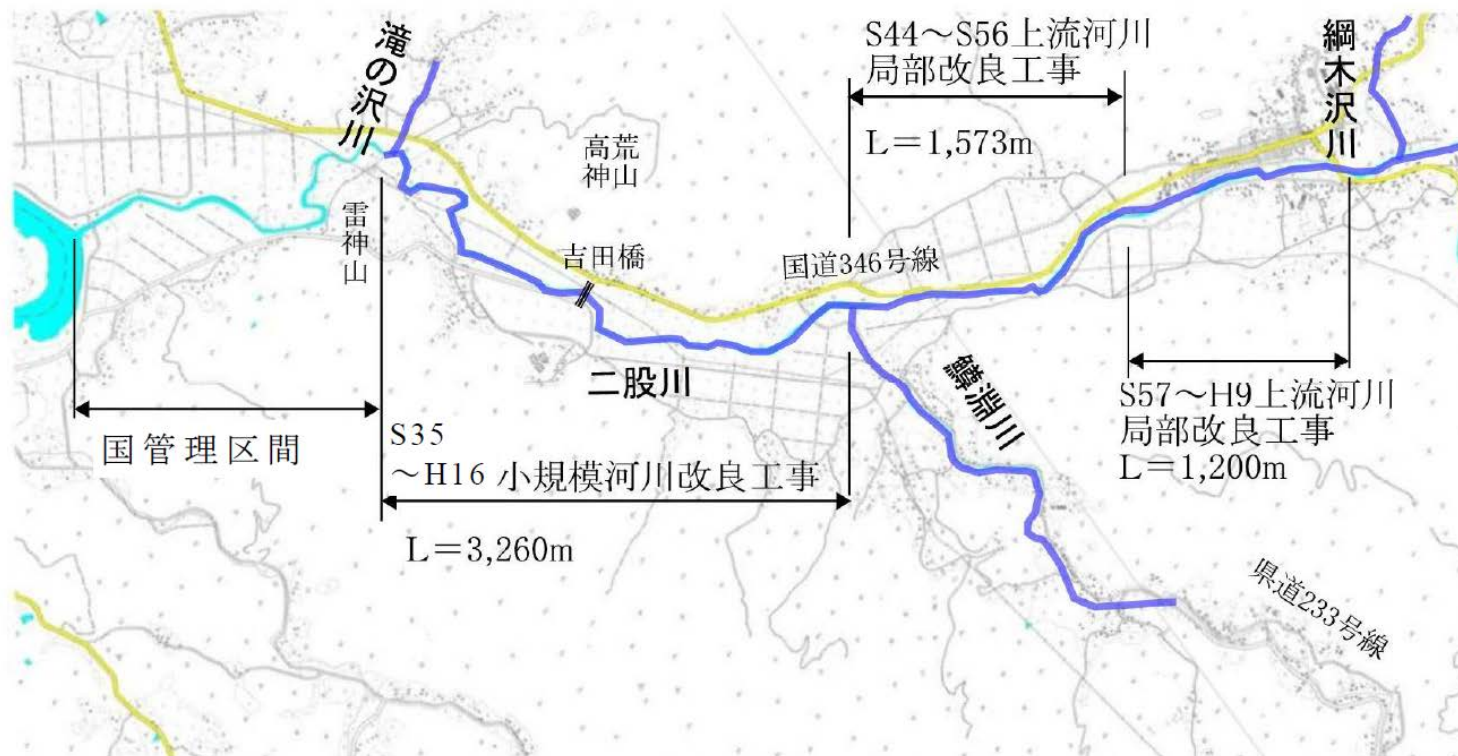 滝の沢川
S44～S56上流河川
局部改良工事
L＝1,573m
綱木沢川
高荒
神山
雷神山
吉田橋
国道346号線
二股川
鱒淵川
国管理区間
S35
～H16 小規模河川改良工事
L＝3,260m
S57～H9上流河川
局部改良工事
L＝1,200m
県道233号線